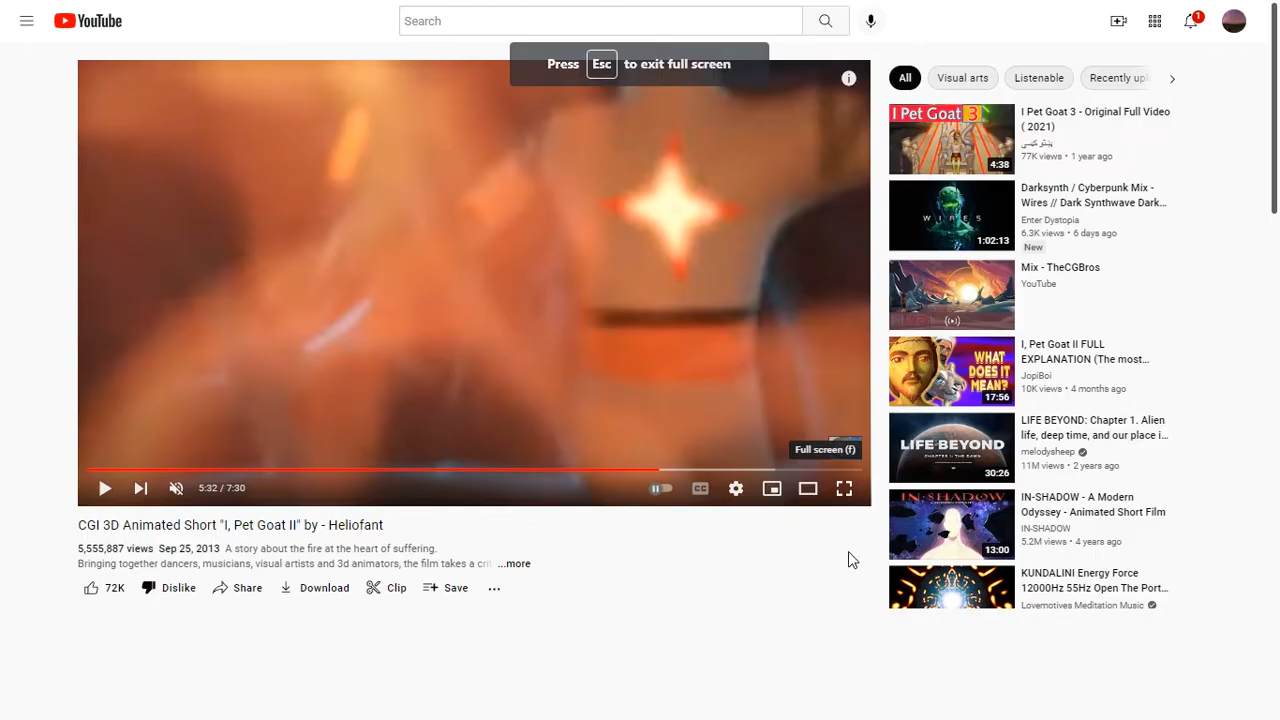 YouTube
Search
1
Press Esc to exit full screen
Full screen (f)
5:32 / 7:30
CC
CGI 3D Animated Short "I, Pet Goat II" by - Heliofant
5,555,887 views Sep 25, 2013 A story about the fire at the heart of suffering.
Bringing together dancers, musicians, visual artists and 3d animators, the film takes a crit ...more
72K Dislike Share Download Clip Save
All Visual arts Listenable Recently upl
I Pet Goat 3
4:38
I Pet Goat 3 - Original Full Video
( 2021)
77K views • 1 year ago
WIRES
1:02:13
Darksynth / Cyberpunk Mix -
Wires // Dark Synthwave Dark...
Enter Dystopia
6.3K views • 6 days ago
New
Mix - TheCGBros
YouTube
WHAT
DOES IT
MEAN?
17:56
I, Pet Goat II FULL
EXPLANATION (The most...
JopiBoi
10K views • 4 months ago
LIFE BEYOND
30:26
LIFE BEYOND: Chapter 1. Alien
life, deep time, and our place i...
melodysheep
11M views • 2 years ago
IN-SHADOW
13:00
IN-SHADOW - A Modern
Odyssey - Animated Short Film
IN-SHADOW
5.2M views • 4 years ago
KUNDALINI Energy Force
12000Hz 55Hz Open The Port...
Lovemotives Meditation Music